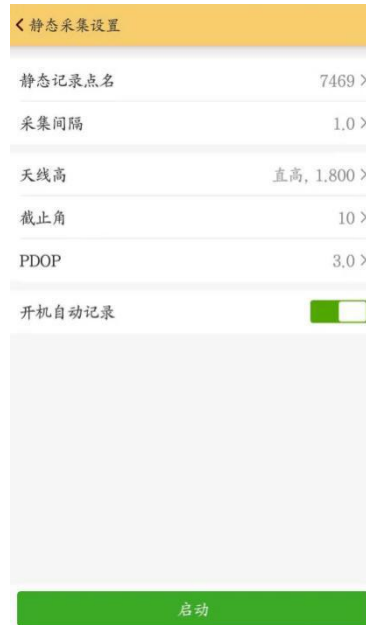 静态采集设置
静态记录点名 7469
采集间隔 1.0
天线高 直高, 1.800
截止角 10
PDOP 3.0
开机自动记录
启动